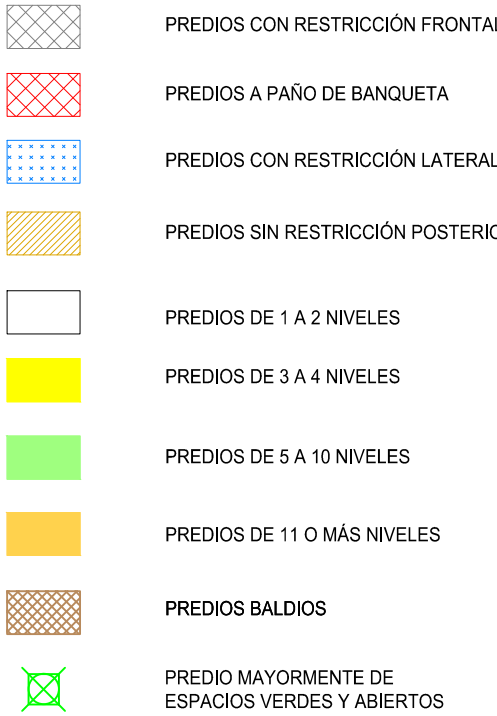 PREDIOS CON RESTRICCIÓN FRONTAL
PREDIOS A PAÑO DE BANQUETA
PREDIOS CON RESTRICCIÓN LATERAL
PREDIOS SIN RESTRICCIÓN
PREDIOS DE 1 A 2 NIVELES
PREDIOS DE 3 A 4 NIVELES
PREDIOS DE 5 A 10 NIVELES
PREDIOS DE 11 O MÁS NIVELES
PREDIOS BALDIOS
PREDIO MAYORMENTE DE
ESPACIOS VERDES Y ABIERTOS